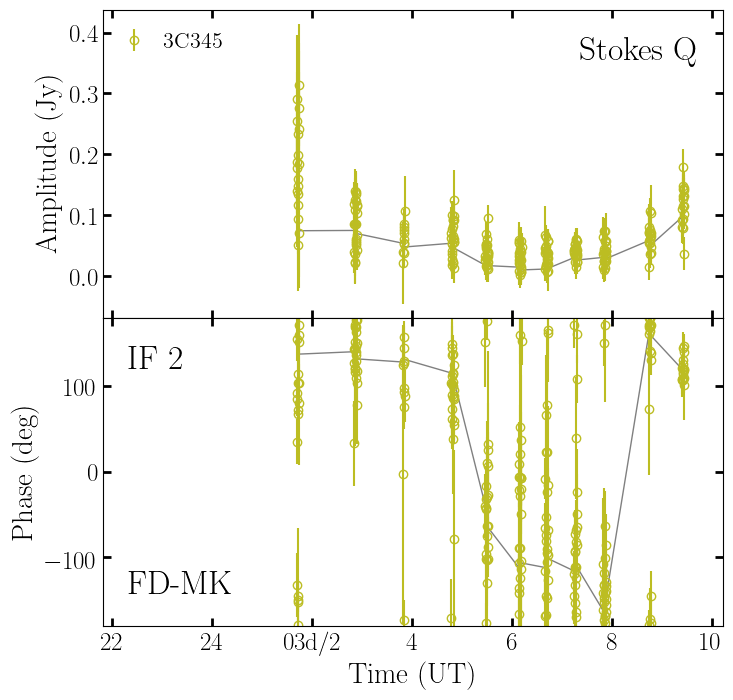 3C345
Stokes Q
Amplitude (Jy)
0.4
0.3
0.2
0.1
0.0
IF 2
Phase (deg)
100
0
−100
FD-MK
22 24 03d/2 4 6 8 10
Time (UT)